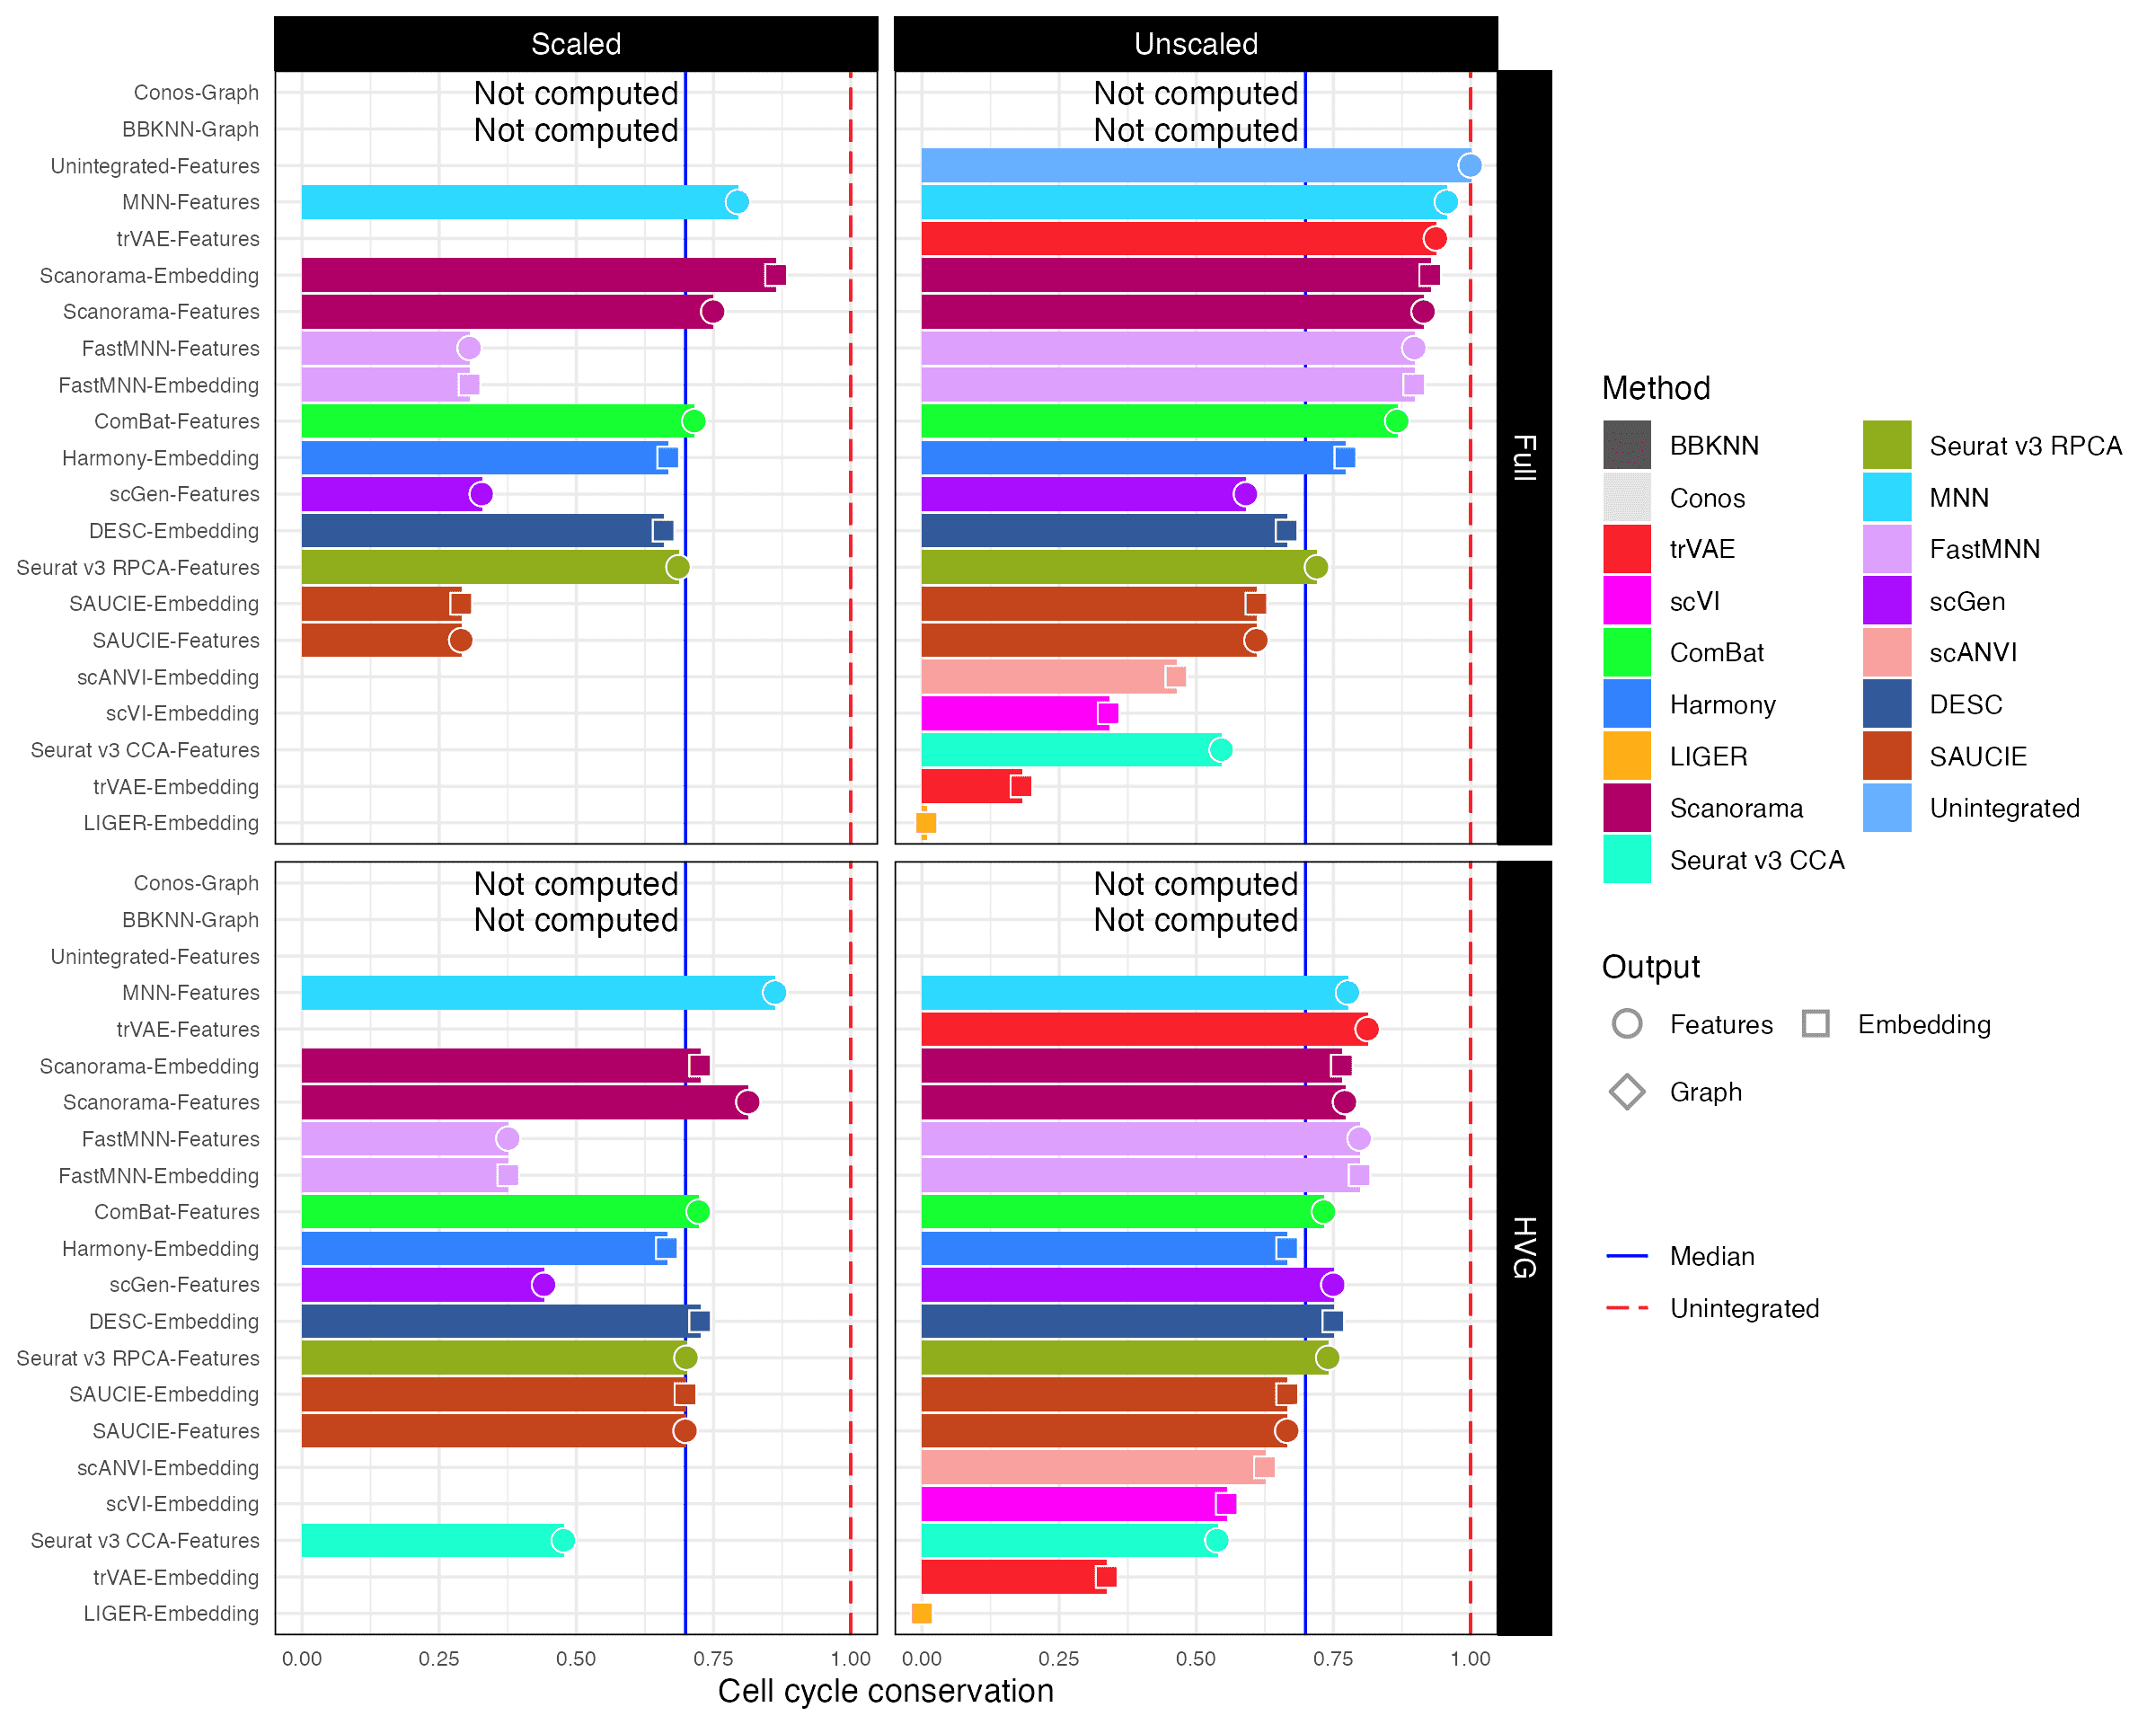 Scaled
Unscaled
Conos-Graph
BBKNN-Graph
Unintegrated-Features
MNN-Features
trVAE-Features
Scanorama-Embedding
Scanorama-Features
FastMNN-Features
FastMNN-Embedding
ComBat-Features
Harmony-Embedding
scGen-Features
DESC-Embedding
Seurat v3 RPCA-Features
SAUCIE-Embedding
SAUCIE-Features
scANVI-Embedding
scVI-Embedding
Seurat v3 CCA-Features
trVAE-Embedding
LIGER-Embedding
Not computed
Not computed
Not computed
Not computed
Full
Conos-Graph
BBKNN-Graph
Unintegrated-Features
MNN-Features
trVAE-Features
Scanorama-Embedding
Scanorama-Features
FastMNN-Features
FastMNN-Embedding
ComBat-Features
Harmony-Embedding
scGen-Features
DESC-Embedding
Seurat v3 RPCA-Features
SAUCIE-Embedding
SAUCIE-Features
scANVI-Embedding
scVI-Embedding
Seurat v3 CCA-Features
trVAE-Embedding
LIGER-Embedding
Not computed
Not computed
Not computed
Not computed
HVG
0.00 0.25 0.50 0.75 1.00
0.00 0.25 0.50 0.75 1.00
Cell cycle conservation
Method
BBKNN
Conos
trVAE
scVI
ComBat
Harmony
LIGER
Scanorama
Seurat v3 CCA
Seurat v3 RPCA
MNN
FastMNN
scGen
scANVI
DESC
SAUCIE
Unintegrated
Output
Features
Embedding
Graph
Median
Unintegrated